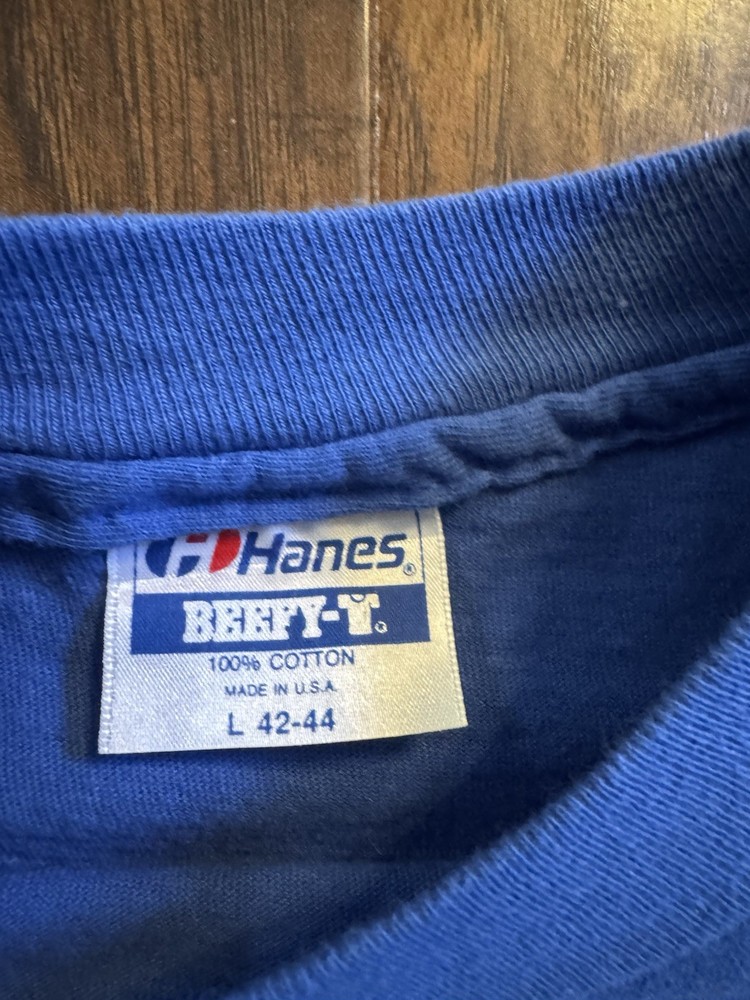 Hanes®
BEEFY-T®
100% COTTON
MADE IN U.S.A.
L 42-44